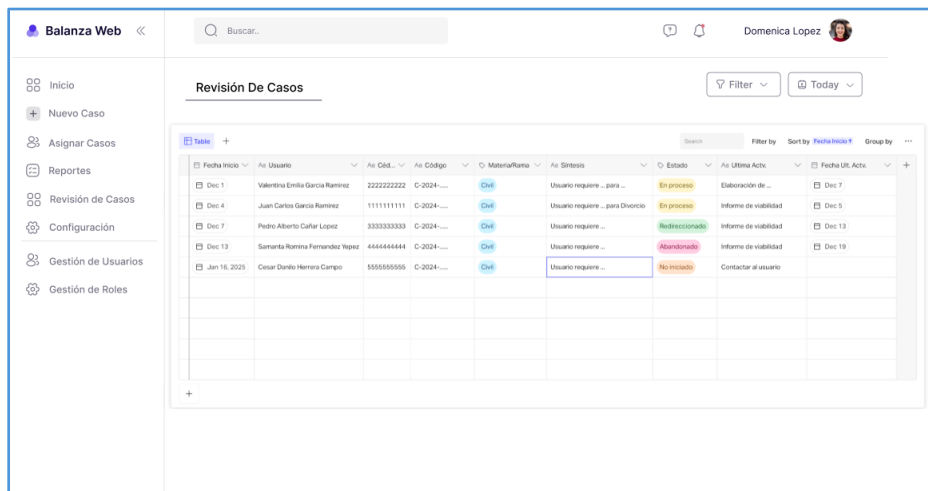 Balanza Web
Buscar..
Domenica Lopez
Inicio
Nuevo Caso
Asignar Casos
Reportes
Revisión de Casos
Configuración
Gestión de Usuarios
Gestión de Roles
Revisión De Casos
Filter
Today
Table
Search Filter by Sort by Fecha Inicio Group by
Fecha Inicio Aa Usuario Aa Céd... Aa Código Materia/Rama Aa Síntesis Estado Aa Ultima Actv. Fecha Ult. Actv.
Dec 1 Valentina Emilia Garcia Ramirez 2222222222 C-2024-..... Civil Usuario requiere .. para .. En proceso Elaboración de ... Dec 7
Dec 4 Juan Carlos Garcia Ramirez 1111111111 C-2024-..... Civil Usuario requiere .. para Divorcio En proceso Informe de viabilidad Dec 5
Dec 7 Pedro Alberto Cañar Lopez 3333333333 C-2024-..... Civil Usuario requiere ... Redireccionado Informe de viabilidad Dec 13
Dec 13 Samanta Romina Fernandez Yepez 4444444444 C-2024-..... Civil Usuario requiere ... Abandonado Informe de viabilidad Dec 19
Jan 16, 2025 Cesar Danilo Herrera Campo 5555555555 C-2024-..... Civil Usuario requiere ... No iniciado Contactar al usuario